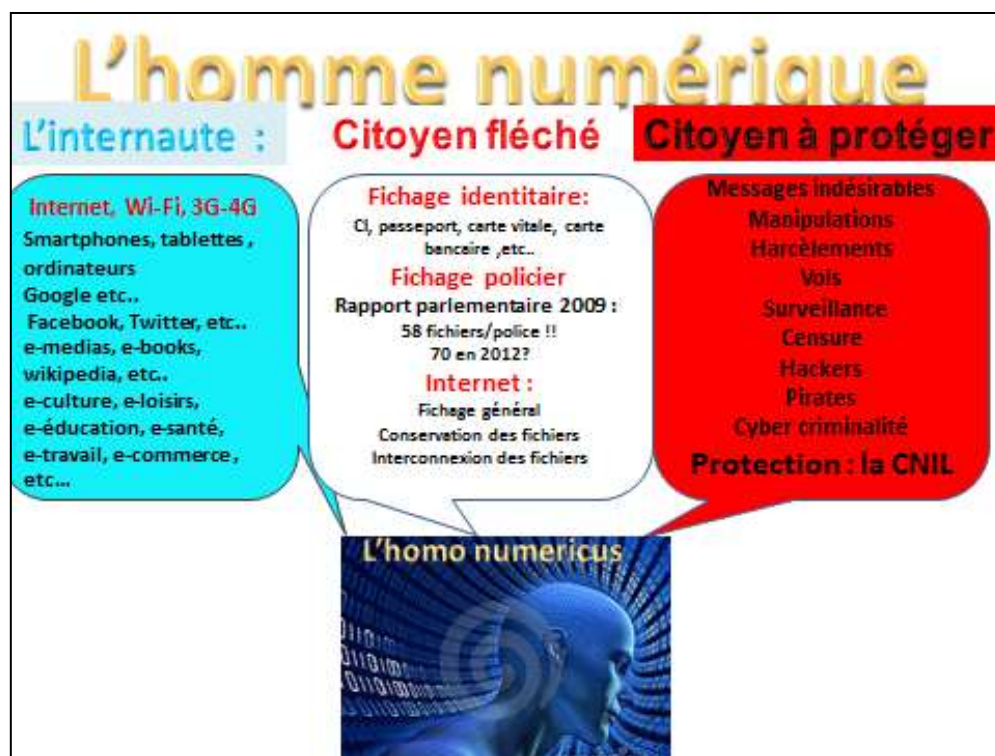 L'homme numérique
L'internaute :
Internet, Wi-Fi, 3G-4G
Smartphones, tablettes ,
ordinateurs
Google etc..
Facebook, Twitter, etc..
e-medias, e-books,
wikipedia, etc..
e-culture, e-loisirs,
e-éducation, e-santé,
e-travail, e-commerce ,
etc...
Citoyen fléché
Fichage identitaire:
CI, passeport, carte vitale, carte
bancaire ,etc..
Fichage policier
Rapport parlementaire 2009 :
58 fichiers/police !!
70 en 2012?
Internet :
Fichage général
Conservation des fichiers
Interconnexion des fichiers
Citoyen à protéger
Messages indésirables
Manipulations
Harcèlements
Vols
Surveillance
Censure
Hackers
Pirates
Cyber criminalité
Protection : la CNIL
L'homo numericus